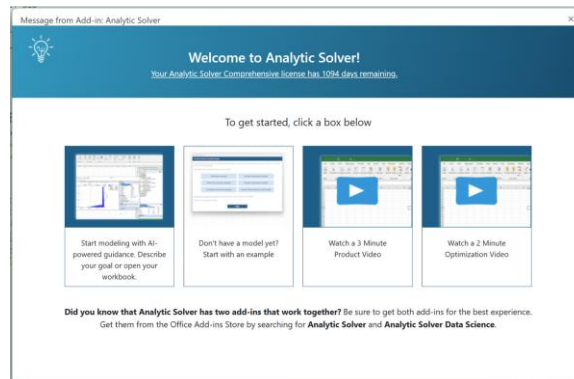 Message from Add-in: Analytic Solver
Welcome to Analytic Solver!
Your Analytic Solver Comprehensive license has 1094 days remaining.
To get started, click a box below
Start modeling with AI-
powered guidance. Describe
your goal or open your
workbook.
Don't have a model yet?
Start with an example
Watch a 3 Minute
Product Video
Watch a 2 Minute
Optimization Video
Did you know that Analytic Solver has two add-ins that work together? Be sure to get both add-ins for the best experience.
Get them from the Office Add-ins Store by searching for Analytic Solver and Analytic Solver Data Science.